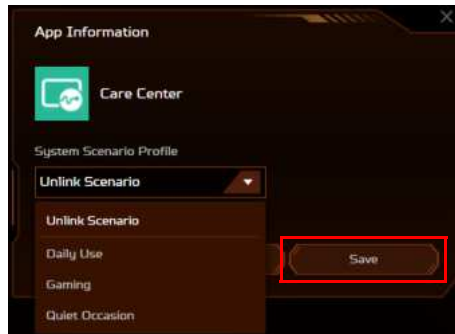 App Information
Care Center
System Scenario Profile
Unlink Scenario
Unlink Scenario
Daily Use
Save
Gaming
Quiet Occasion